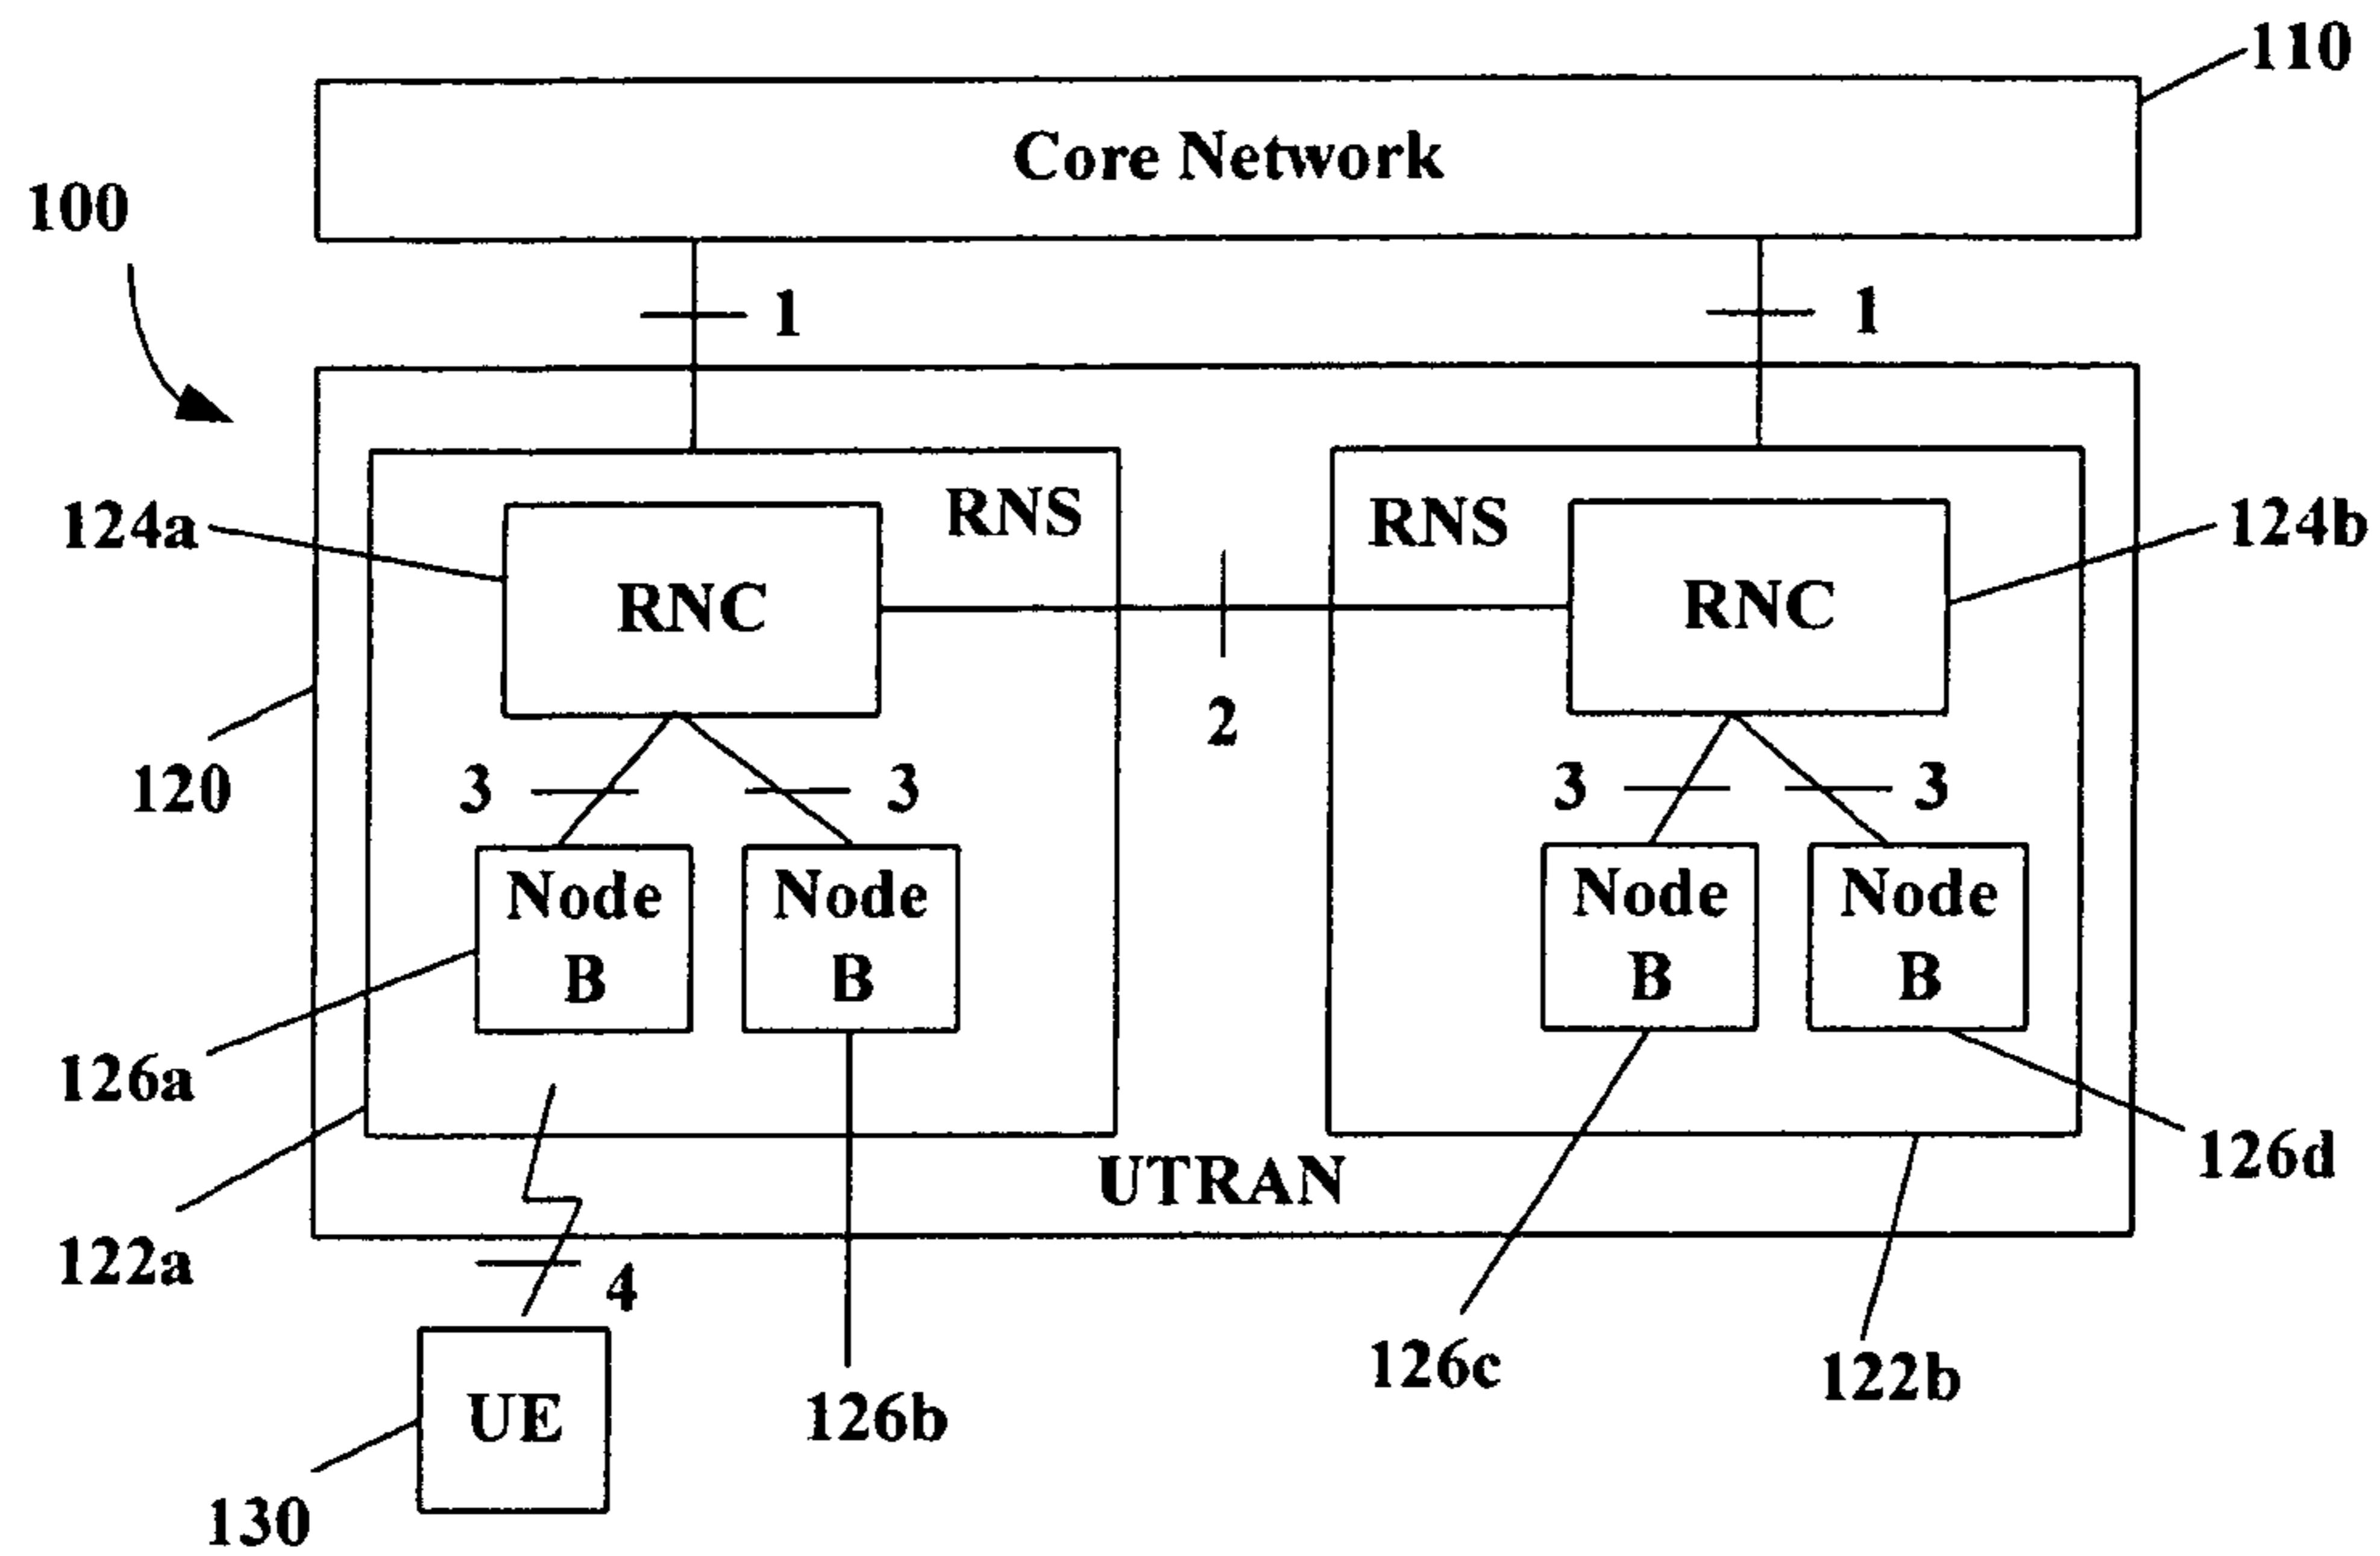 110
Core Network
100
1
1
RNS
RNS
124a
124b
RNC
RNC
2
120
3
3
3
3
Node
B
Node
B
Node
B
Node
B
126a
126d
UTRAN
122a
4
126c
122b
UE
126b
130